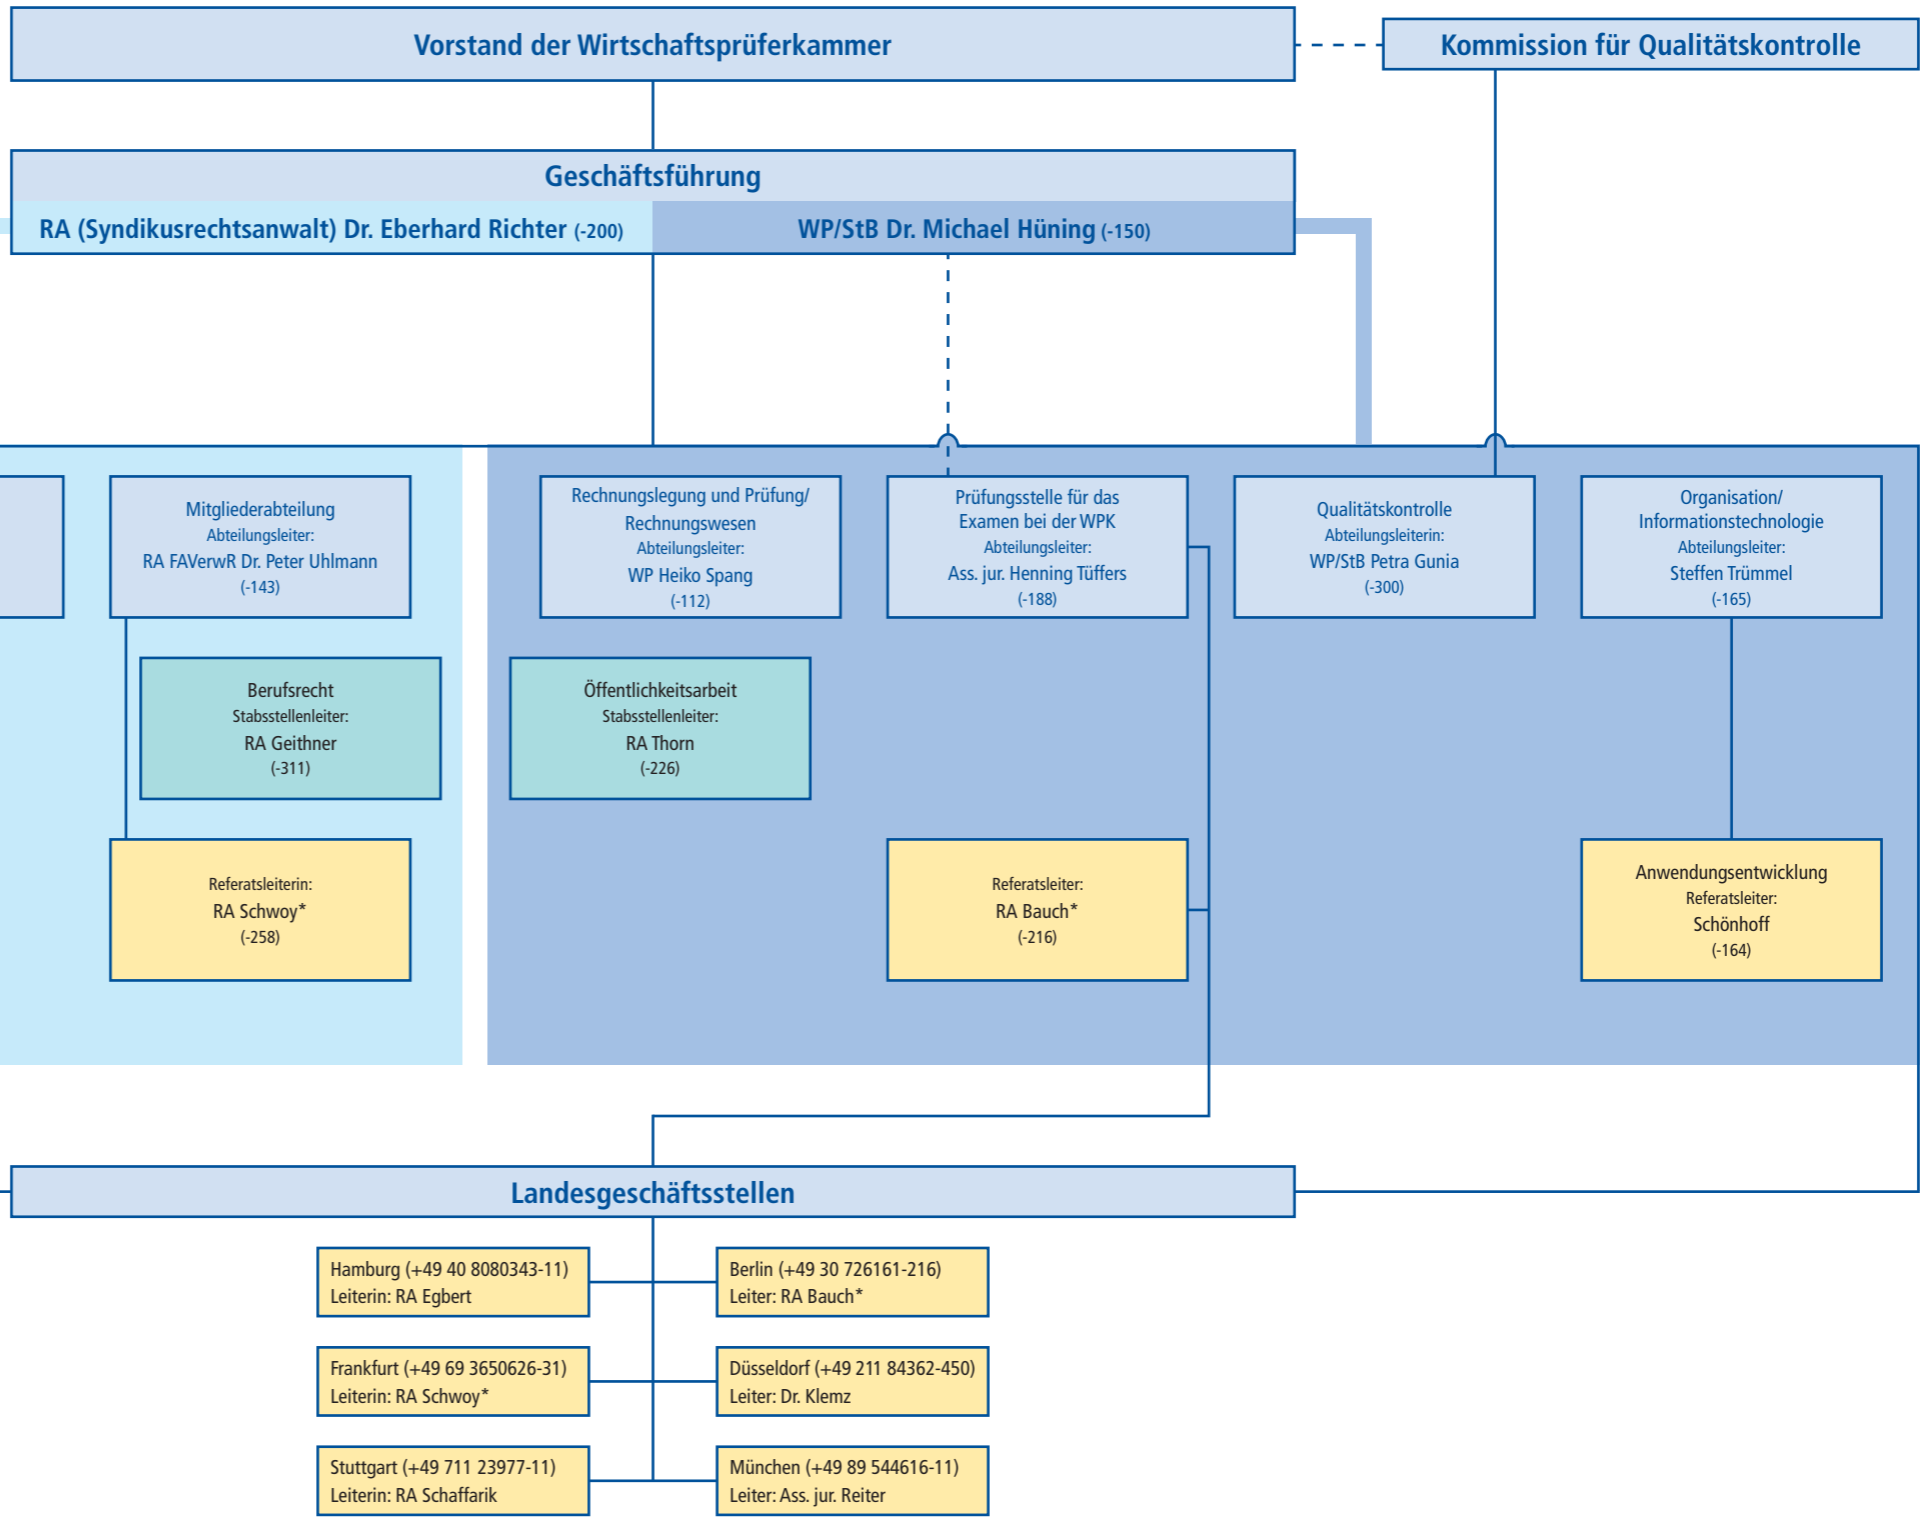 Vorstand der Wirtschaftsprüferkammer
Kommission für Qualitätskontrolle
Geschäftsführung
RA (Syndikusrechtsanwalt) Dr. Eberhard Richter (-200)
WP/StB Dr. Michael Hüning (-150)
Mitgliederabteilung
Abteilungsleiter:
RA FAVerwR Dr. Peter Uhlmann
(-143)
Rechnungslegung und Prüfung/
Rechnungswesen
Abteilungsleiter:
WP Heiko Spang
(-112)
Prüfungsstelle für das
Examen bei der WPK
Abteilungsleiter:
Ass. jur. Henning Tüffers
(-188)
Qualitätskontrolle
Abteilungsleiterin:
WP/StB Petra Gunia
(-300)
Organisation/
Informationstechnologie
Abteilungsleiter:
Steffen Trümmel
(-165)
Berufsrecht
Stabsstellenleiter:
RA Geithner
(-311)
Öffentlichkeitsarbeit
Stabsstellenleiter:
RA Thorn
(-226)
Referatsleiterin:
RA Schwoy*
(-258)
Referatsleiter:
RA Bauch*
(-216)
Anwendungsentwicklung
Referatsleiter:
Schönhoff
(-164)
Landesgeschäftsstellen
Hamburg (+49 40 8080343-11)
Leiterin: RA Egbert
Berlin (+49 30 726161-216)
Leiter: RA Bauch*
Frankfurt (+49 69 3650626-31)
Leiterin: RA Schwoy*
Düsseldorf (+49 211 84362-450)
Leiter: Dr. Klemz
Stuttgart (+49 711 23977-11)
Leiterin: RA Schaffarik
München (+49 89 544616-11)
Leiter: Ass. jur. Reiter